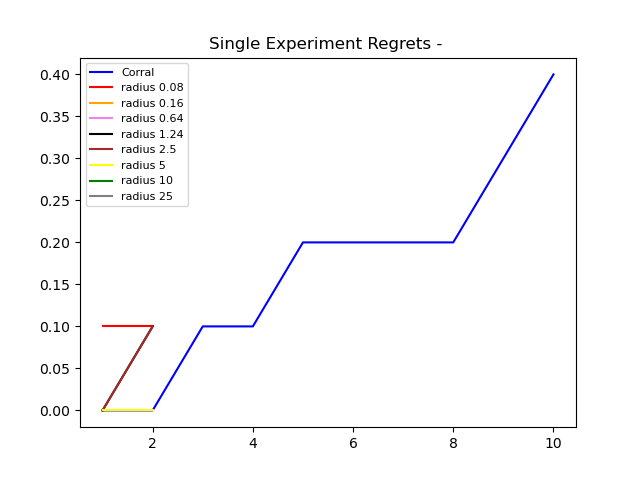 Single Experiment Regrets -
0.40
0.35
0.30
0.25
0.20
0.15
0.10
0.05
0.00
Corral
radius 0.08
radius 0.16
radius 0.64
radius 1.24
radius 2.5
radius 5
radius 10
radius 25
2 4 6 8 10